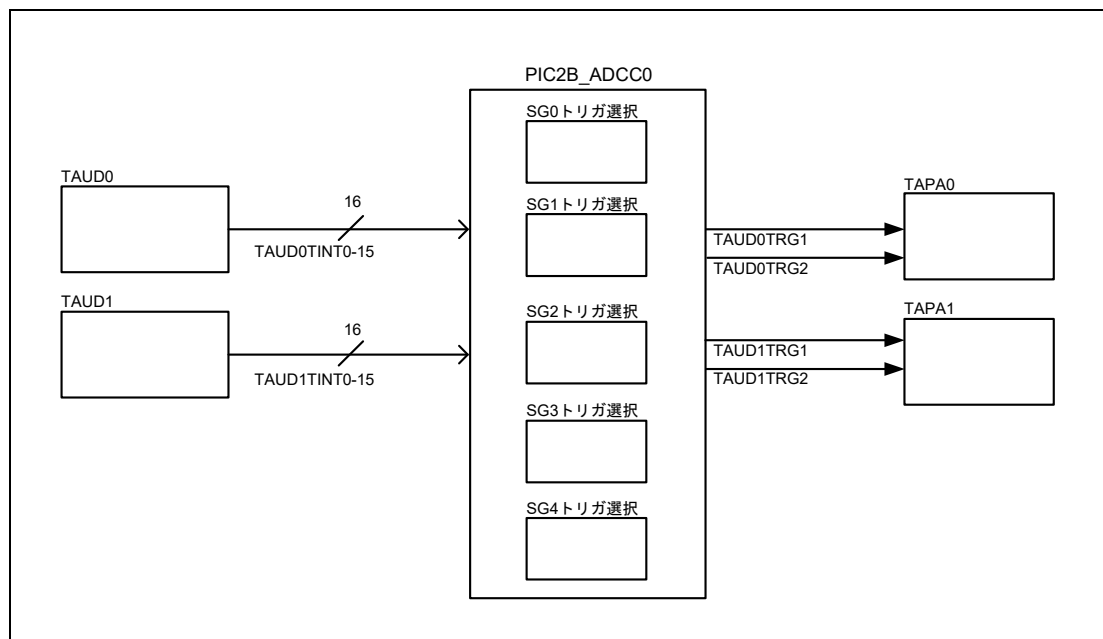 PIC2B_ADCC0
SG0トリガ選択
TAUD0
16
TAUD0TINT0-15
SG1トリガ選択
TAUD0TRG1
TAUD0TRG2
TAPA0
TAUD1
16
TAUD1TINT0-15
SG2トリガ選択
TAUD1TRG1
TAUD1TRG2
TAPA1
SG3トリガ選択
SG4トリガ選択